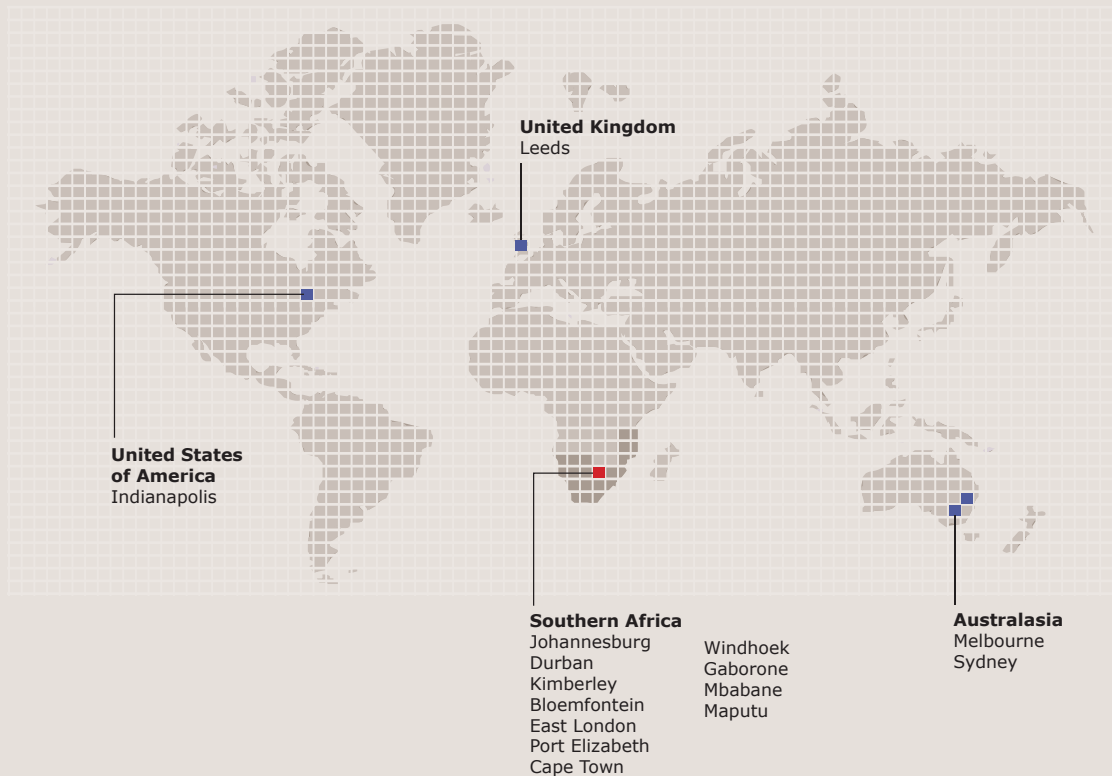 United Kingdom
Leeds
United States
of America
Indianapolis
Southern Africa
Johannesburg
Durban
Kimberley
Bloemfontein
East London
Port Elizabeth
Cape Town
Windhoek
Gaborone
Mbabane
Maputu
Australasia
Melbourne
Sydney